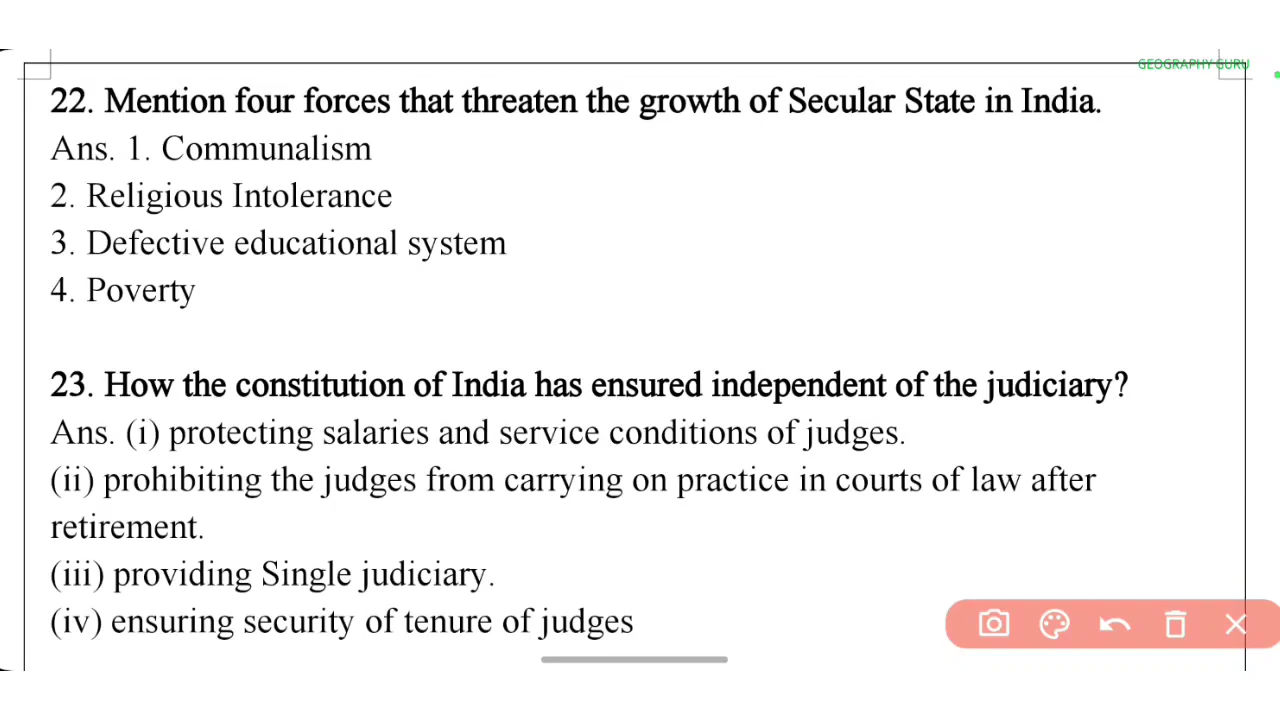 GEOGRAPHY GURU
22. Mention four forces that threaten the growth of Secular State in India.
Ans. 1. Communalism
2. Religious Intolerance
3. Defective educational system
4. Poverty
23. How the constitution of India has ensured independent of the judiciary?
Ans. (i) protecting salaries and service conditions of judges.
(ii) prohibiting the judges from carrying on practice in courts of law after
retirement.
(iii) providing Single judiciary.
(iv) ensuring security of tenure of judges